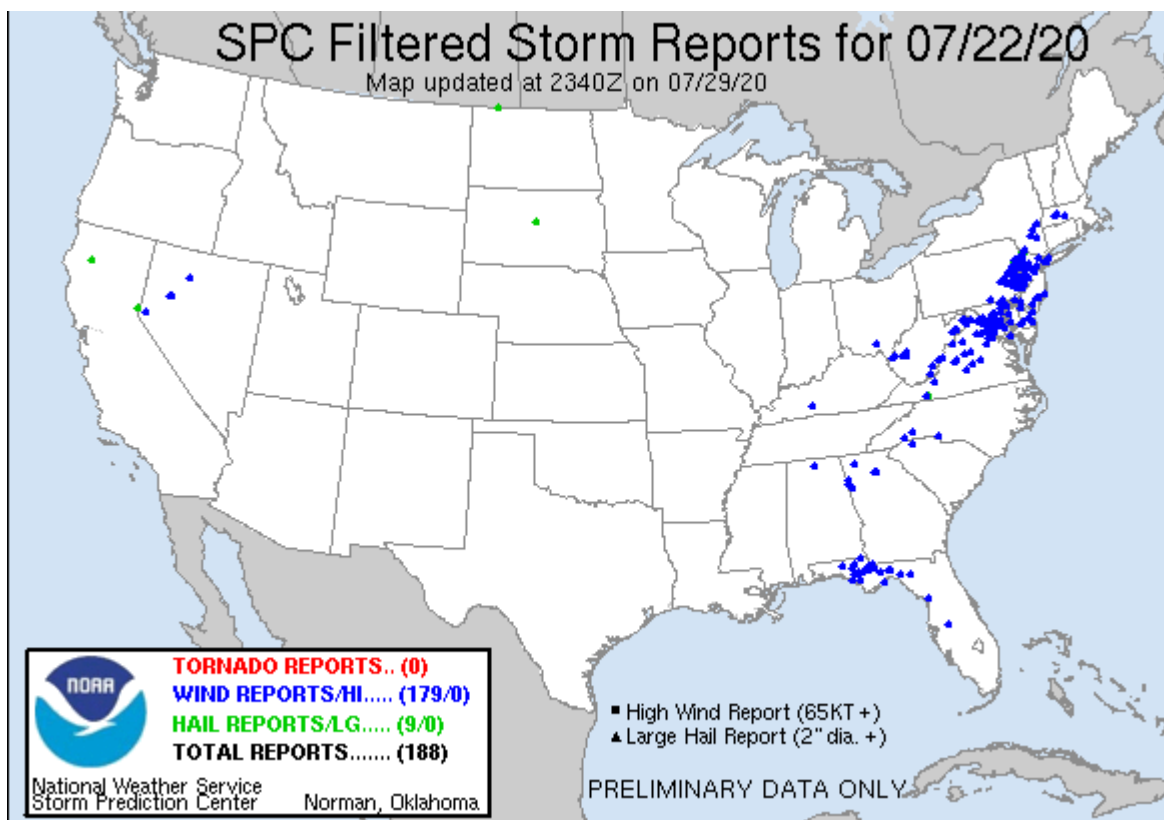 SPC Filtered Storm Reports for 07/22/20
Map updated at 2340Z on 07/29/20
NOAA
TORNADO REPORTS.. (0)
WIND REPORTS/HI..... (179/0)
HAIL REPORTS/LG..... (9/0)
TOTAL REPORTS....... (188)
National Weather Service
Storm Prediction Center Norman, Oklahoma
High Wind Report (65KT +)
Large Hail Report (2" dia. +)
PRELIMINARY DATA ONLY